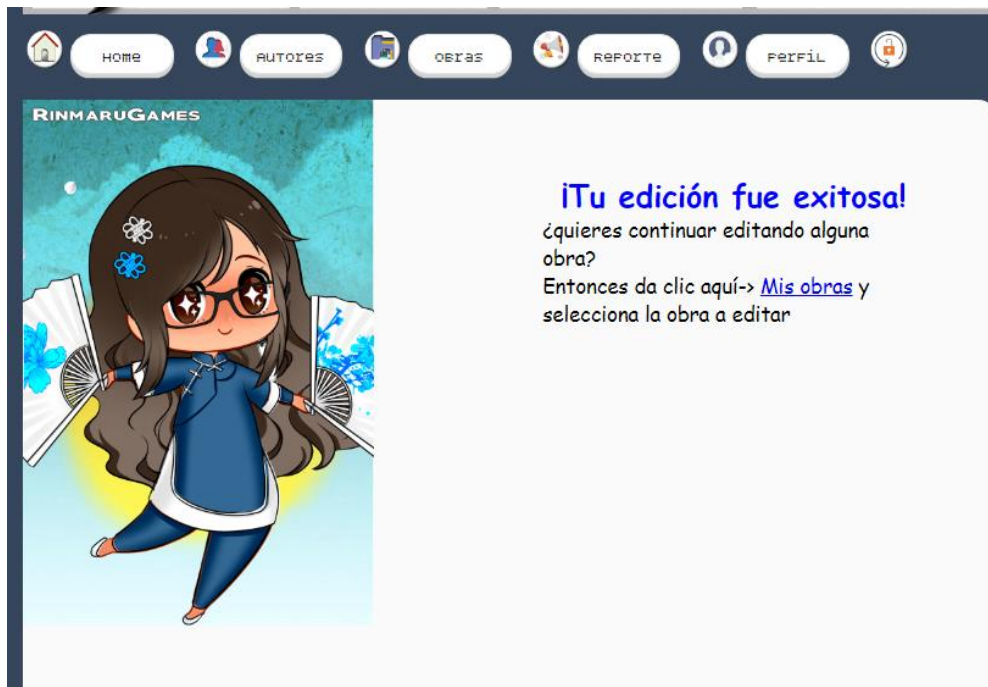 Home
Autores
Obras
Reporte
Perfil
RinmaruGames
¡Tu edición fue exitosa!
¿quieres continuar editando alguna
obra?
Entonces da clic aquí-> Mis obras y
selecciona la obra a editar